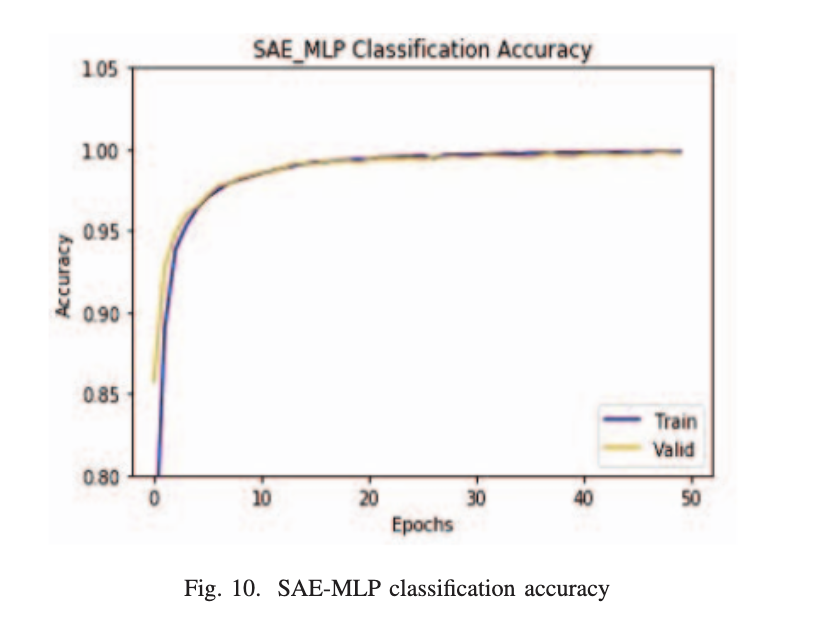 SAE_MLP Classification Accuracy
1.05
1.00
0.95
0.90
0.85
0.80
Accuracy
Train
Valid
0 10 20 30 40 50
Epochs
Fig. 10. SAE-MLP classification accuracy